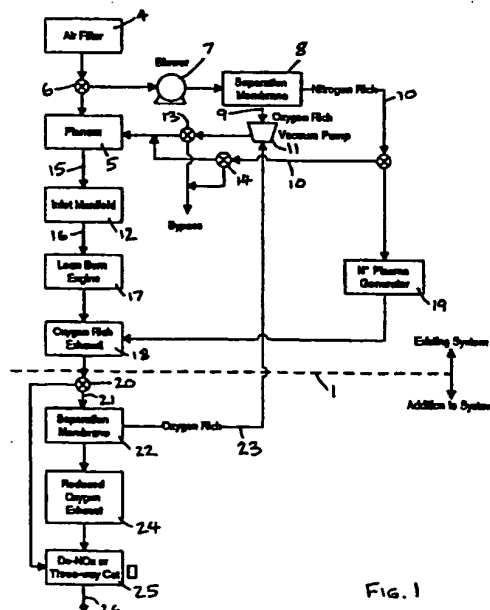 4
Air Filter
Blower
7
8
6
Separation
Membrane
Nitrogen Rich
9
Oxygen Rich
10
13
Plenum
Vacuum Pump
5
11
15
14
10
Inlet Manifold
Bypass
12
16
Lean Burn
Engine
17
N* Plasma
Generator
19
Oxygen Rich
Exhaust
18
Existing System
20
1
21
Addition to System
Separation
Membrane
Oxygen Rich
22
23
Reduced
Oxygen
Exhaust
24
De-NOx or
Three-way Cat
25
26
FIG. 1